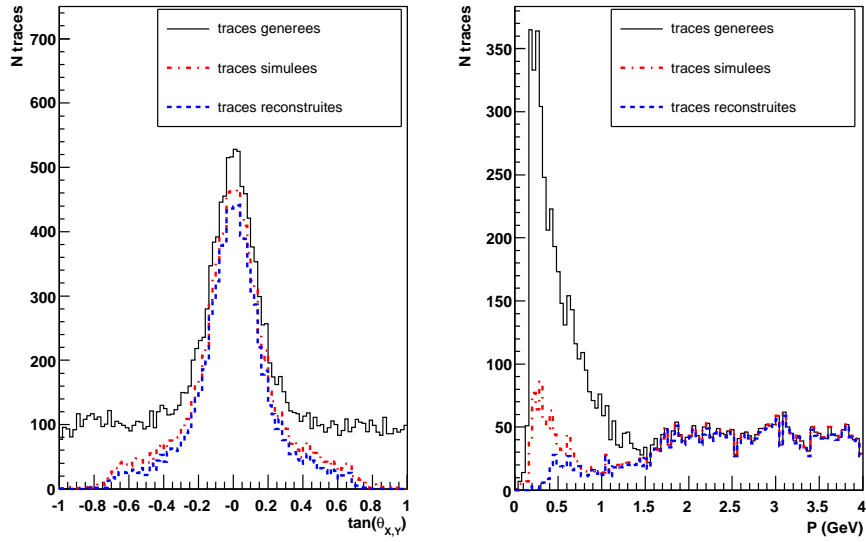 N traces
700
600
500
400
300
200
100
0
-1 -0.8 -0.6 -0.4 -0.2 -0 0.2 0.4 0.6 0.8 1
tan(θX,Y)
traces generees
traces simulees
traces reconstruites
N traces
350
300
250
200
150
100
50
0
0 0.5 1 1.5 2 2.5 3 3.5 4
P (GeV)
traces generees
traces simulees
traces reconstruites